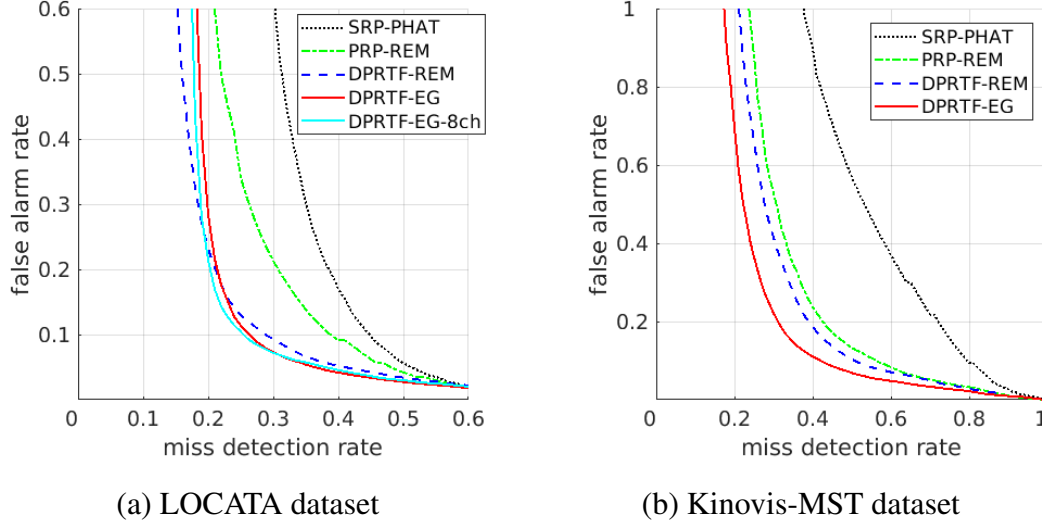 0.6
0.5
0.4
0.3
0.2
0.1
0
0.1
0.2
0.3
0.4
0.5
0.6
false alarm rate
miss detection rate
SRP-PHAT
PRP-REM
DPRTF-REM
DPRTF-EG
DPRTF-EG-8ch
(a) LOCATA dataset
1
0.8
0.6
0.4
0.2
0
0.2
0.4
0.6
0.8
1
false alarm rate
miss detection rate
SRP-PHAT
PRP-REM
DPRTF-REM
DPRTF-EG
(b) Kinovis-MST dataset